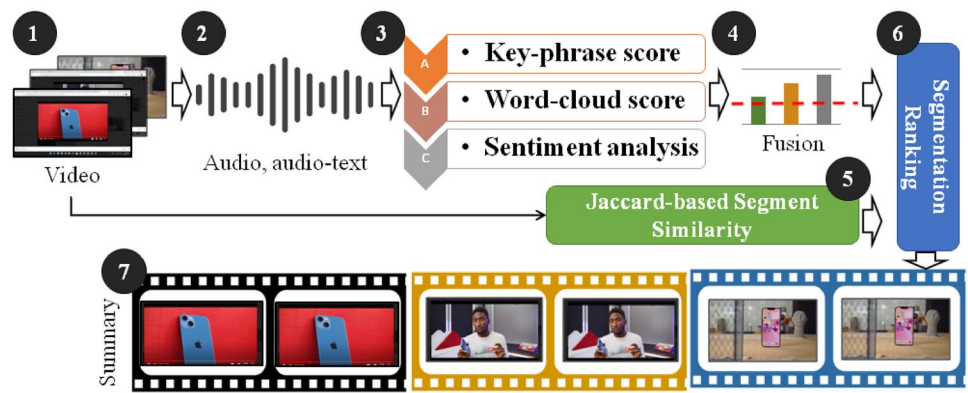 1
2
3
4
6
A
• Key-phrase score
B
• Word-cloud score
C
• Sentiment analysis
Video
Audio, audio-text
Fusion
Segmentation
Ranking
5
Jaccard-based Segment
Similarity
7
Summary